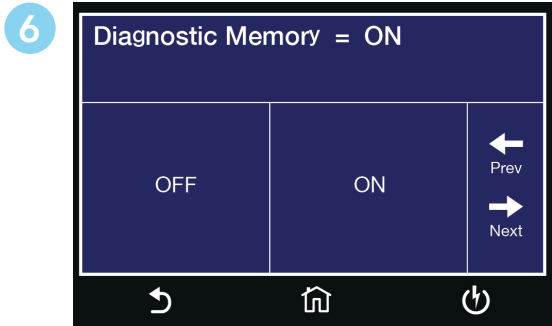 6
Diagnostic Memory = ON
OFF
ON
Prev
Next